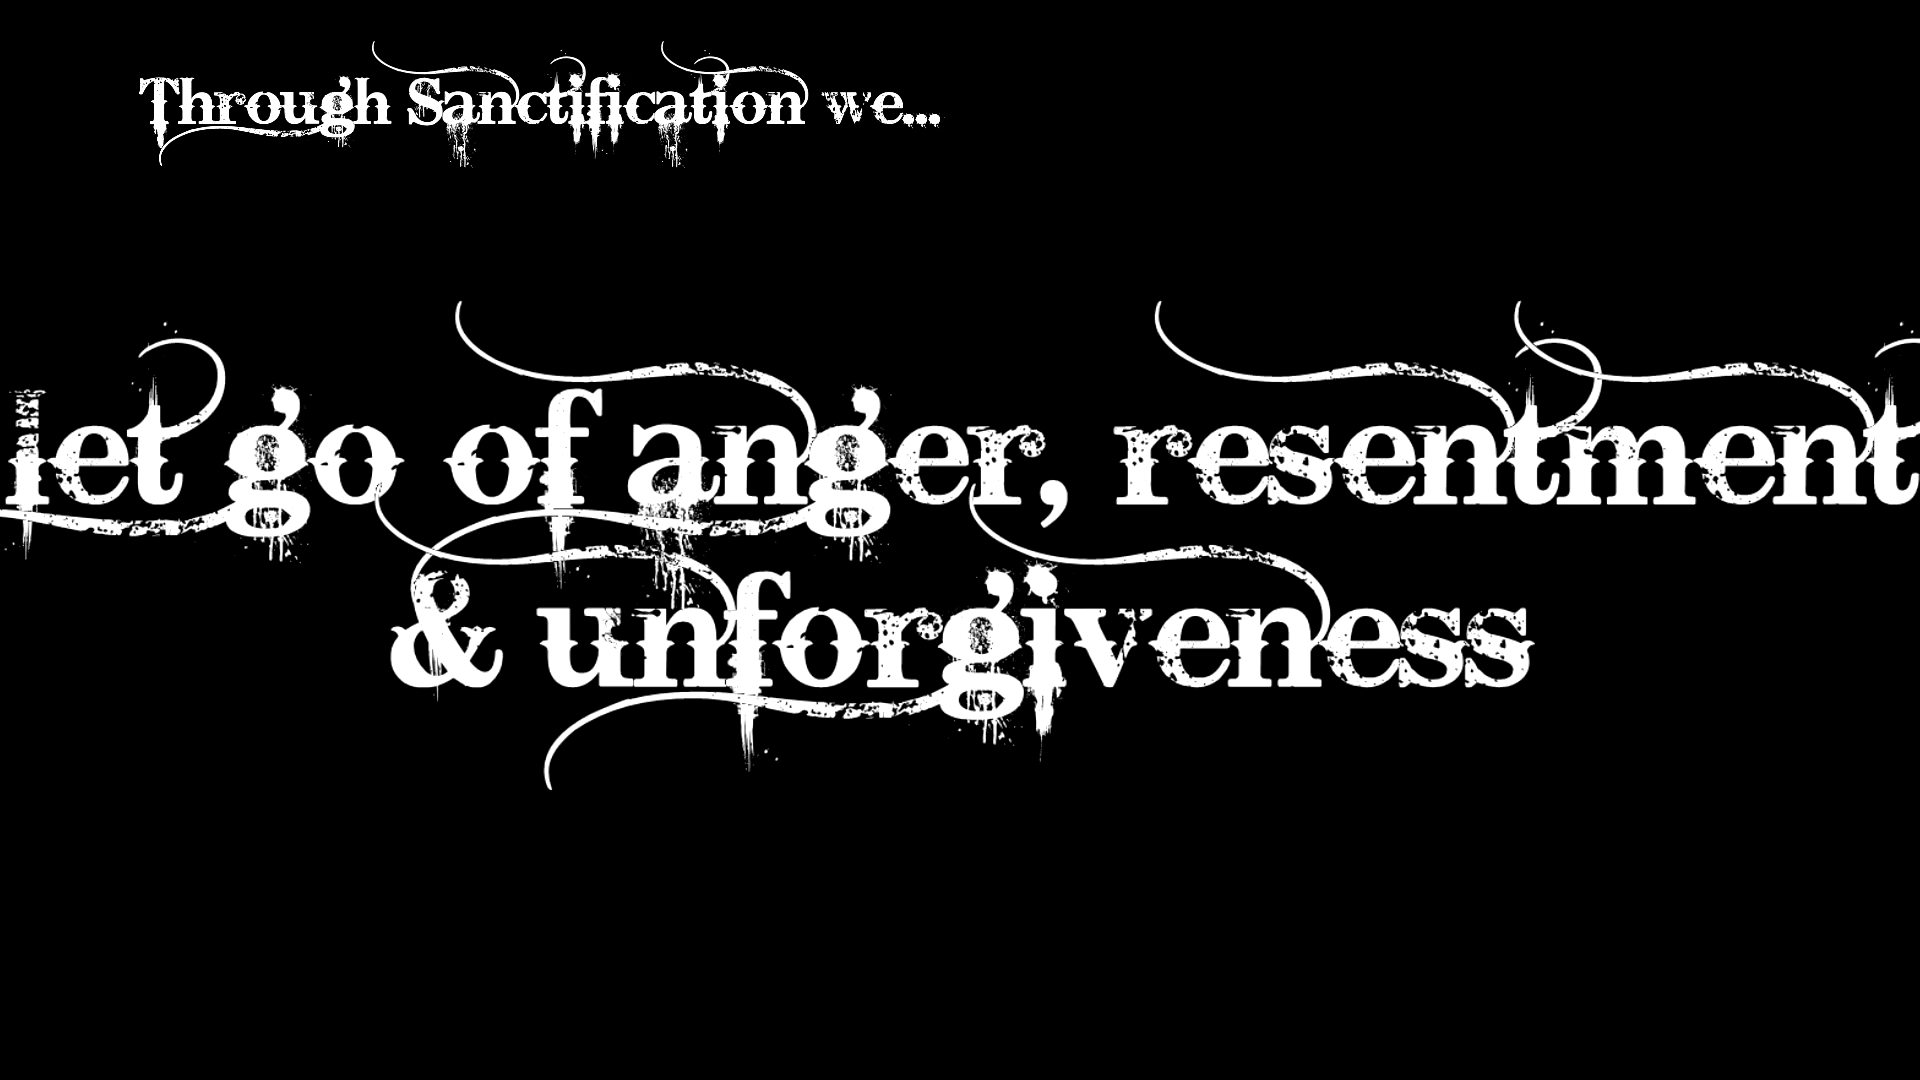 Through Sanctification we...
let go of anger, resentment
& unforgiveness